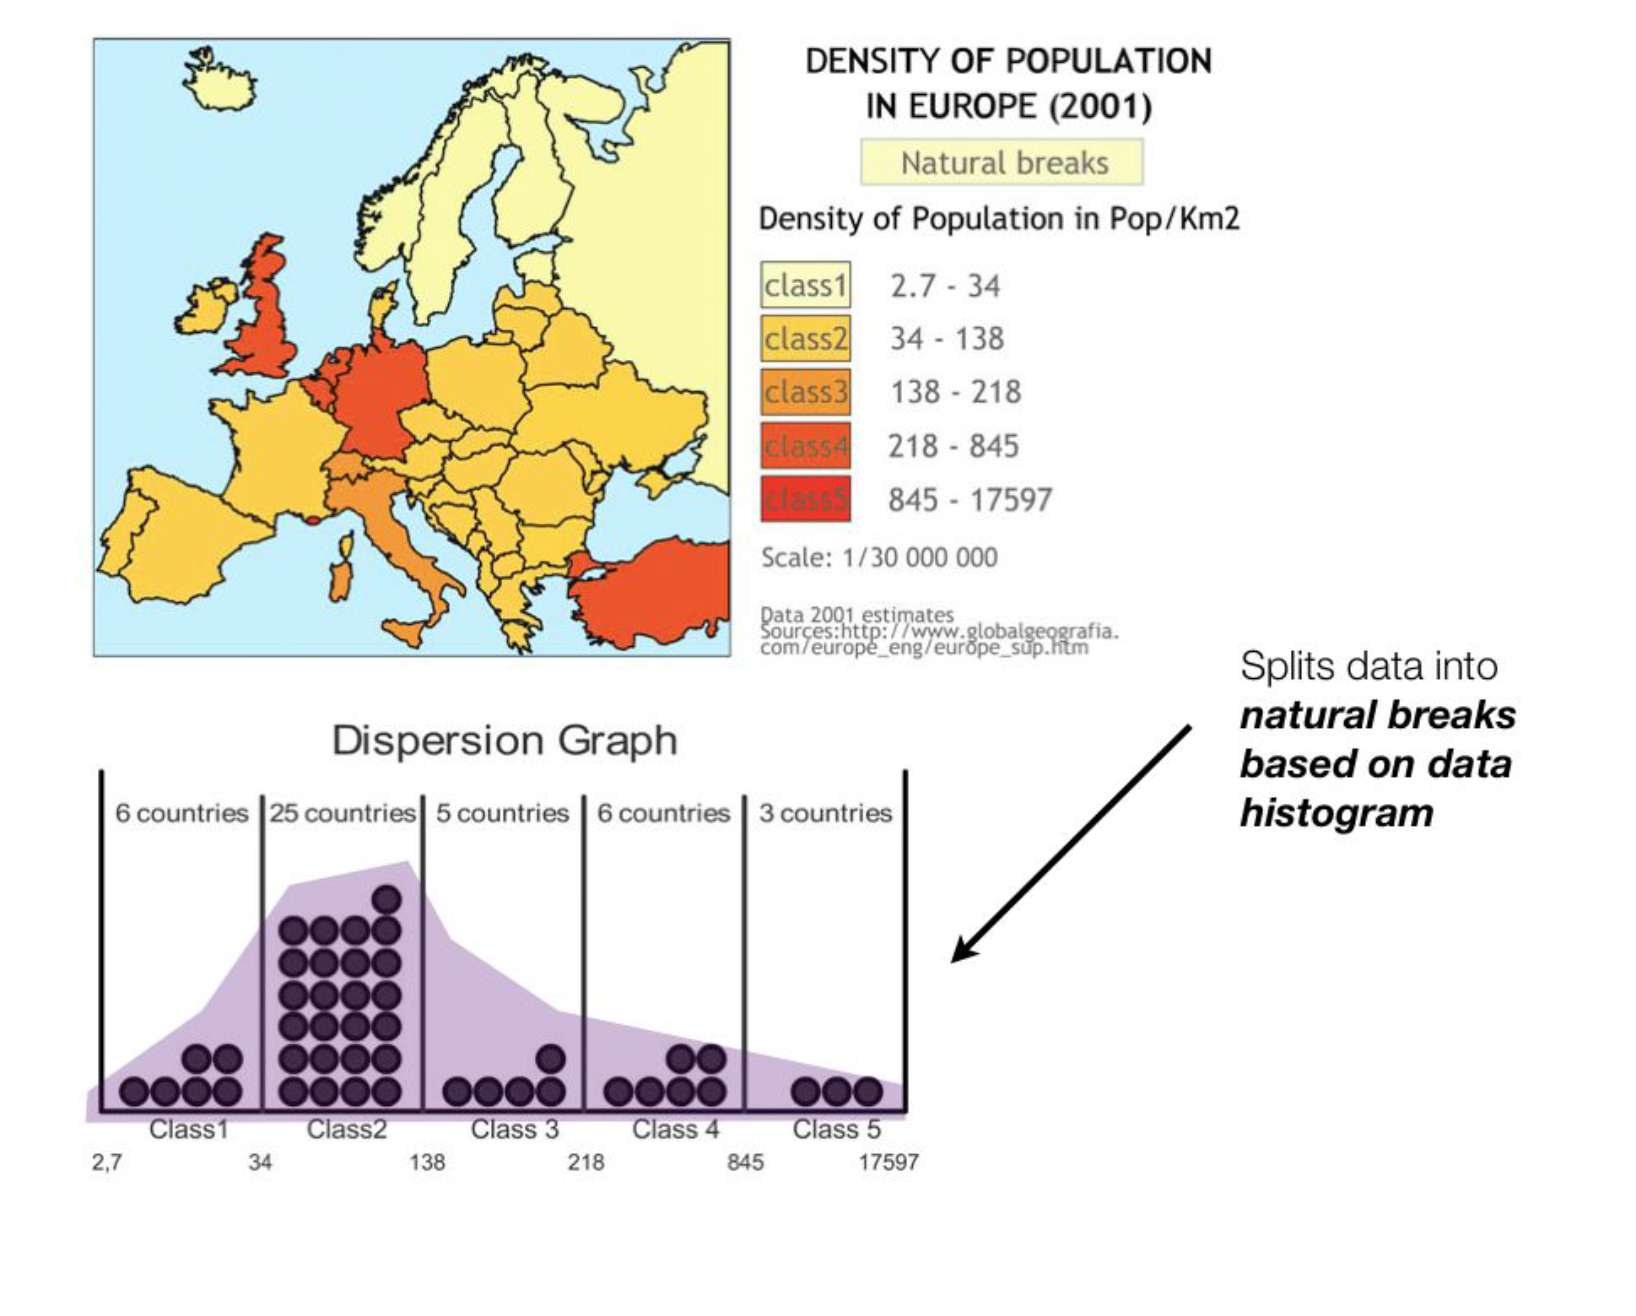 DENSITY OF POPULATION
IN EUROPE (2001)
Natural breaks
Density of Population in Pop/Km2
class1 2.7 - 34
class2 34 - 138
class3 138 - 218
class4 218 - 845
class5 845 - 17597
Scale: 1/30 000 000
Data 2001 estimates
Sources:http://www.globalgeografia.
com/europe_eng/europe_sup.htm
Splits data into
natural breaks
based on data
histogram
Dispersion Graph
6 countries 25 countries 5 countries 6 countries 3 countries
Class1 Class2 Class 3 Class 4 Class 5
2,7 34 138 218 845 17597